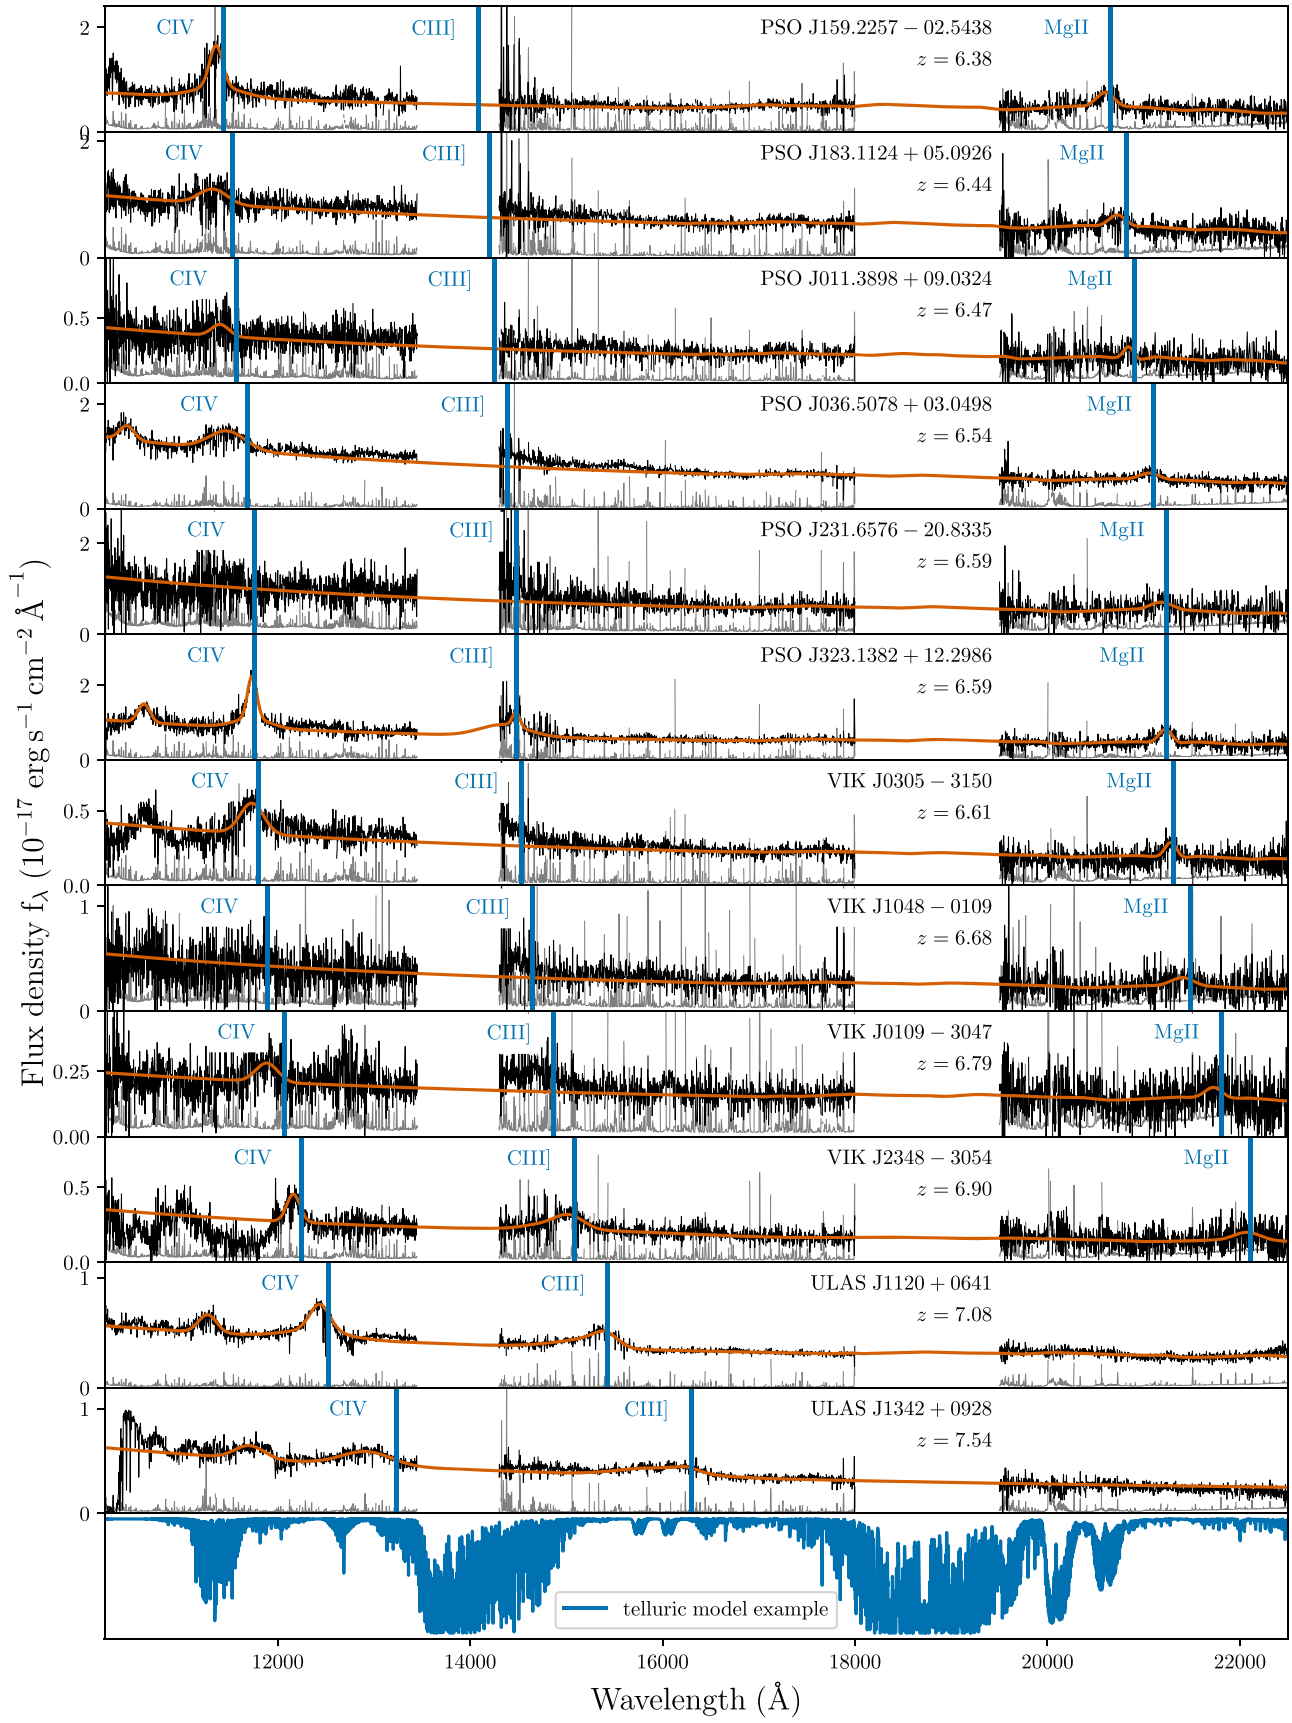 2
CIV
CIII]
PSO J159.2257 − 02.5438
MgII
z = 6.38
0
2
CIV
CIII]
PSO J183.1124 + 05.0926
MgII
z = 6.44
0
CIV
CIII]
PSO J011.3898 + 09.0324
MgII
z = 6.47
0.5
0.0
2
CIV
CIII]
PSO J036.5078 + 03.0498
MgII
z = 6.54
0
CIV
CIII]
PSO J231.6576 − 20.8335
MgII
2
z = 6.59
0
CIV
CIII]
PSO J323.1382 + 12.2986
MgII
2
z = 6.59
0
CIV
CIII]
VIK J0305 − 3150
MgII
0.5
z = 6.61
0.0
1
CIV
CIII]
VIK J1048 − 0109
MgII
z = 6.68
0
CIV
CIII]
VIK J0109 − 3047
MgII
z = 6.79
0.25
0.00
CIV
CIII]
VIK J2348 − 3054
MgII
0.5
z = 6.90
0.0
1
CIV
CIII]
ULAS J1120 + 0641
z = 7.08
0
1
CIV
CIII]
ULAS J1342 + 0928
z = 7.54
0
Flux density f_λ (10⁻¹⁷ erg s⁻¹ cm⁻² Å⁻¹)
telluric model example
12000 14000 16000 18000 20000 22000
Wavelength (Å)